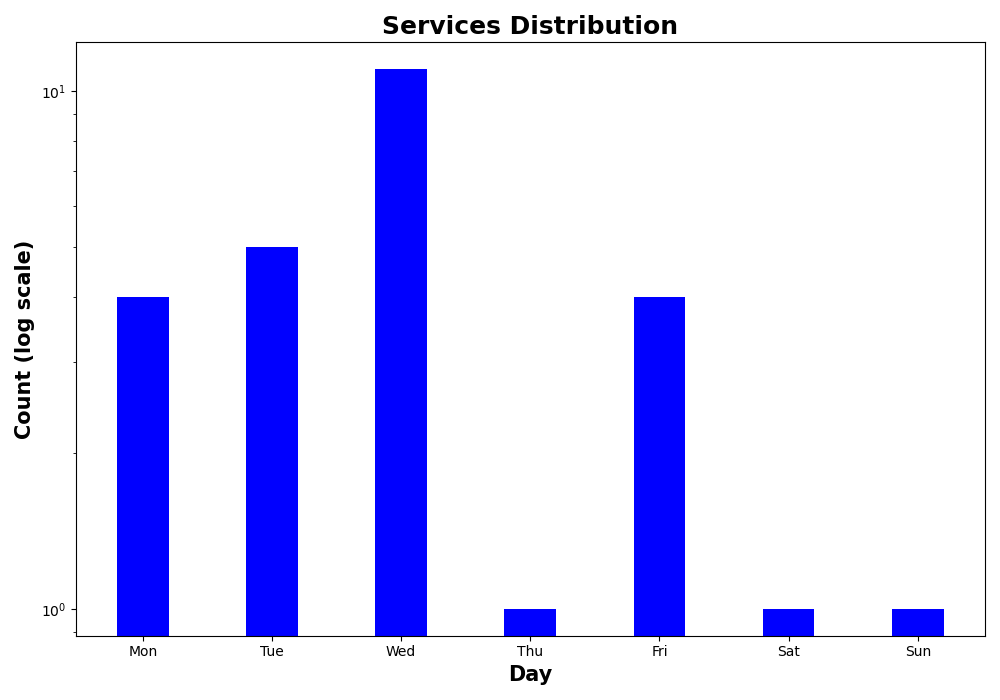 Services Distribution
10¹
10⁰
Count (log scale)
Mon Tue Wed Thu Fri Sat Sun
Day